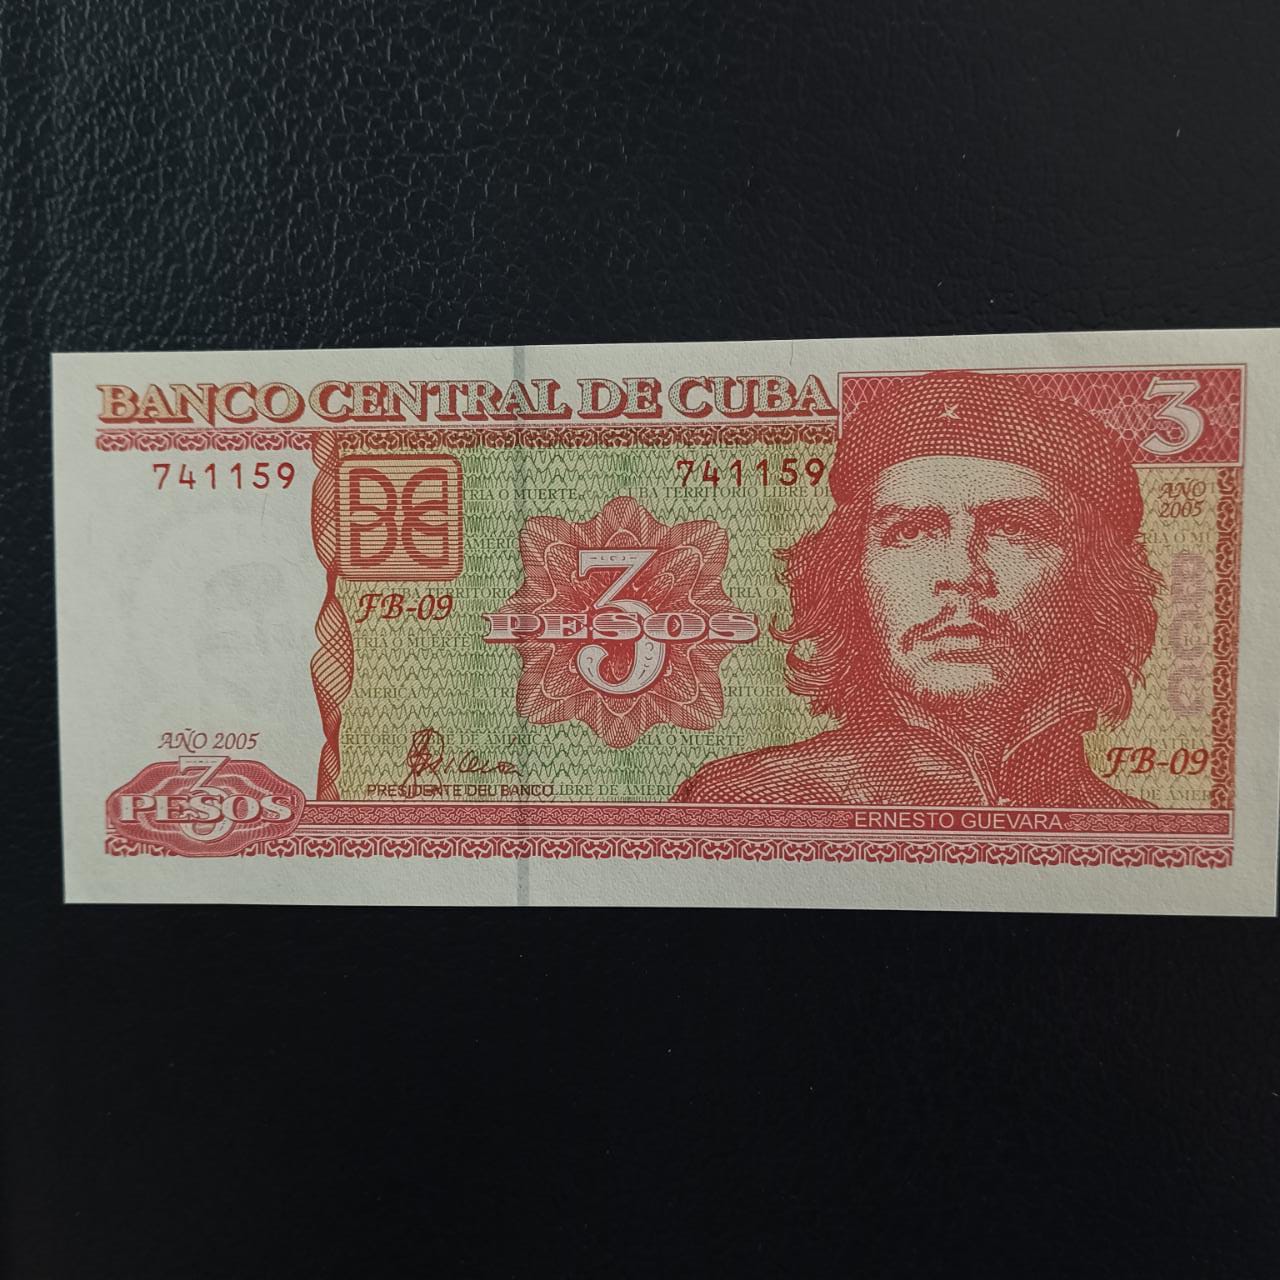 BANCO CENTRAL DE CUBA
3
741159
741159
AÑO
2005
FB-09
3
PESOS
AÑO 2005
3
PESOS
PRESIDENTE DEL BANCO
FB-09
ERNESTO GUEVARA